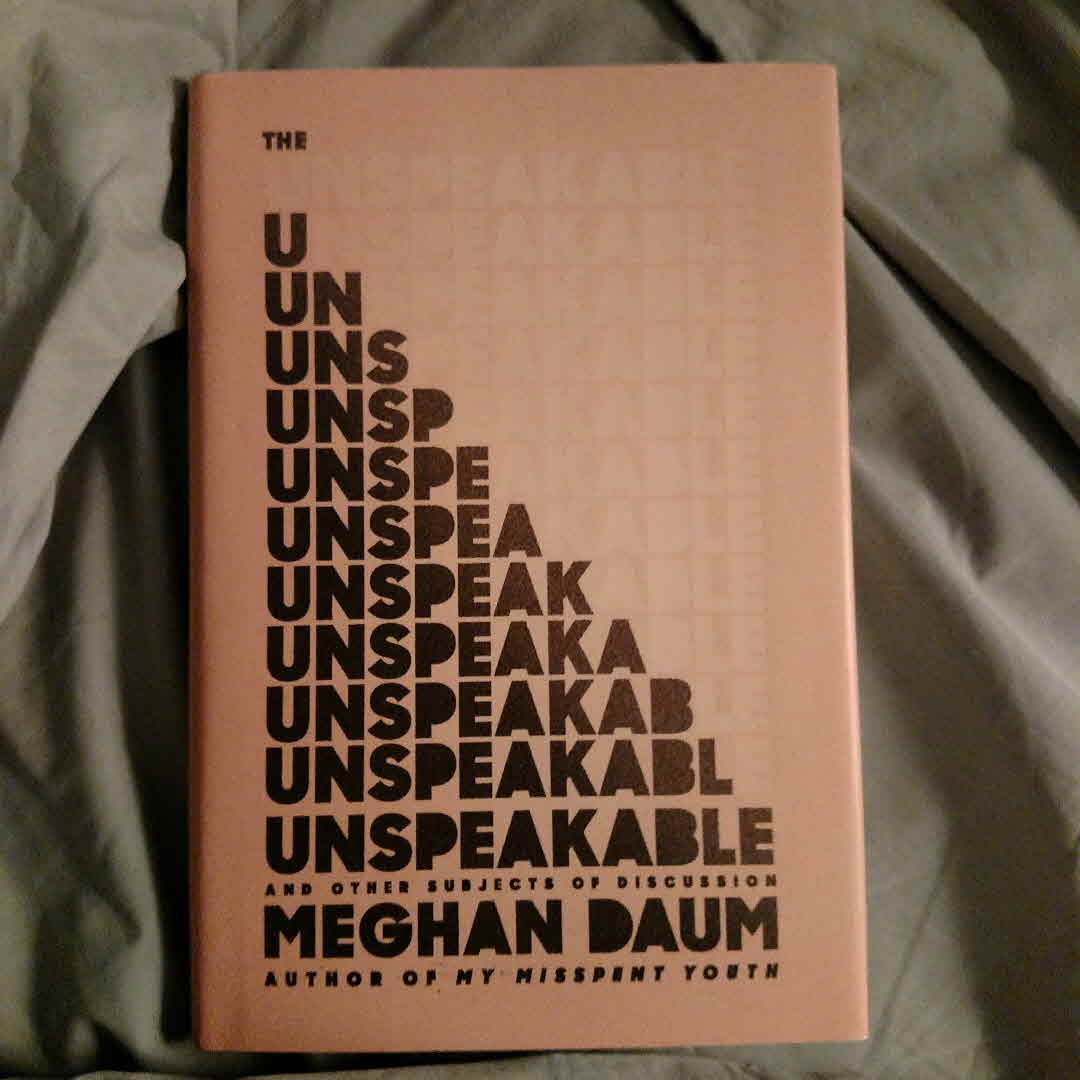 THE
UNSPEAKABLE
U
UN
UNS
UNSP
UNSPE
UNSPEA
UNSPEAK
UNSPEAKA
UNSPEAKAB
UNSPEAKABL
UNSPEAKABLE
AND OTHER SUBJECTS OF DISCUSSION
MEGHAN DAUM
AUTHOR OF MY MISSPENT YOUTH